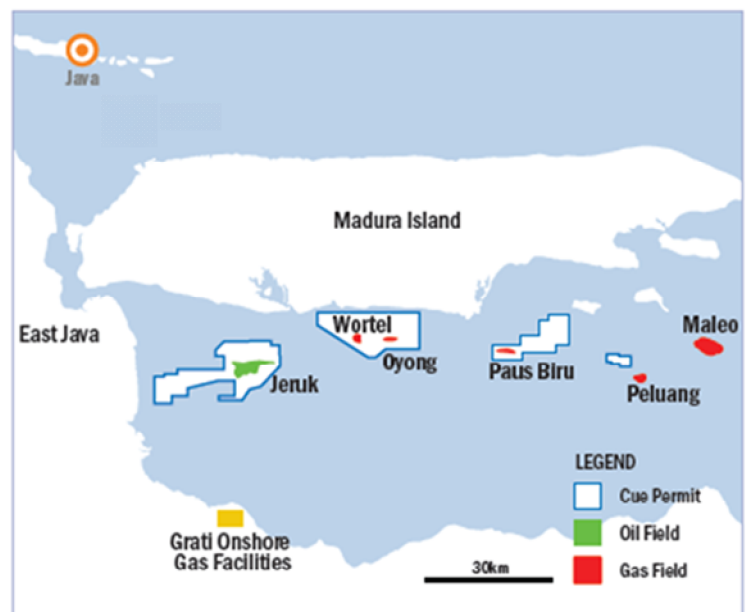 Java
Madura Island
East Java
Wortel
Oyong
Maleo
Jeruk
Paus Biru
Peluang
LEGEND
Cue Permit
Oil Field
Gas Field
Grati Onshore
Gas Facilities
30km